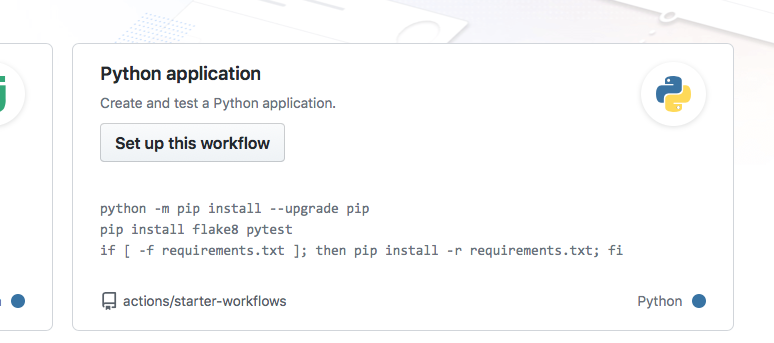 Python application
Create and test a Python application.
Set up this workflow
python -m pip install --upgrade pip
pip install flake8 pytest
if [ -f requirements.txt ]; then pip install -r requirements.txt; fi
actions/starter-workflows
Python